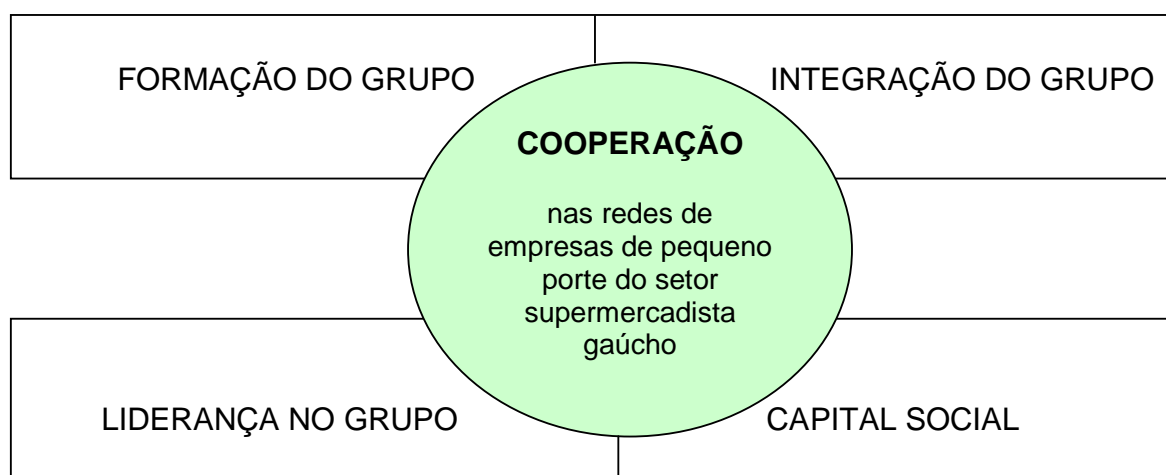 FORMAÇÃO DO GRUPO
INTEGRAÇÃO DO GRUPO
COOPERAÇÃO
nas redes de
empresas de pequeno
porte do setor
supermercadista
gaúcho
LIDERANÇA NO GRUPO
CAPITAL SOCIAL